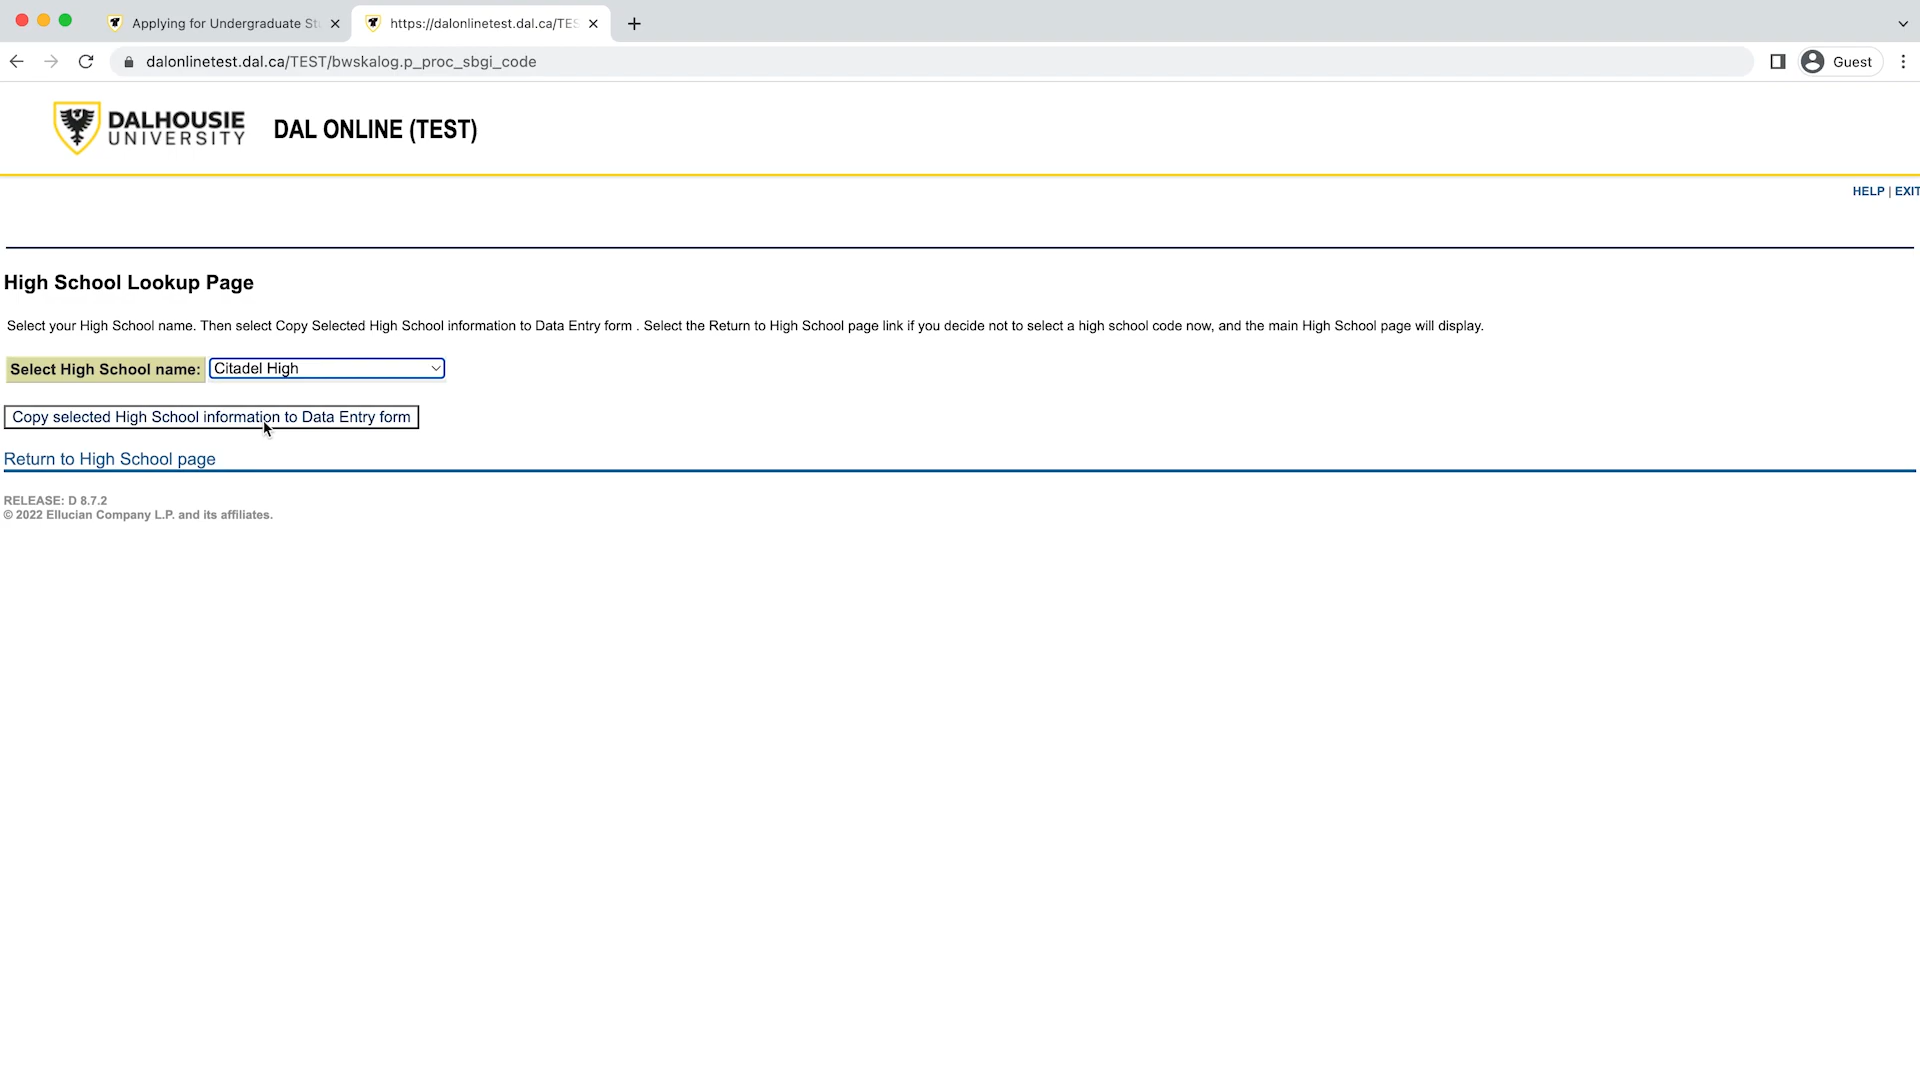 Applying for Undergraduate St
https://dalonlinetest.dal.ca/TES
dalonlinetest.dal.ca/TEST/bwskalog.p_proc_sbgi_code
Guest
DALHOUSIE
UNIVERSITY
DAL ONLINE (TEST)
HELP | EXIT
High School Lookup Page
Select your High School name. Then select Copy Selected High School information to Data Entry form . Select the Return to High School page link if you decide not to select a high school code now, and the main High School page will display.
Select High School name: Citadel High
Copy selected High School information to Data Entry form
Return to High School page
RELEASE: D 8.7.2
© 2022 Ellucian Company L.P. and its affiliates.